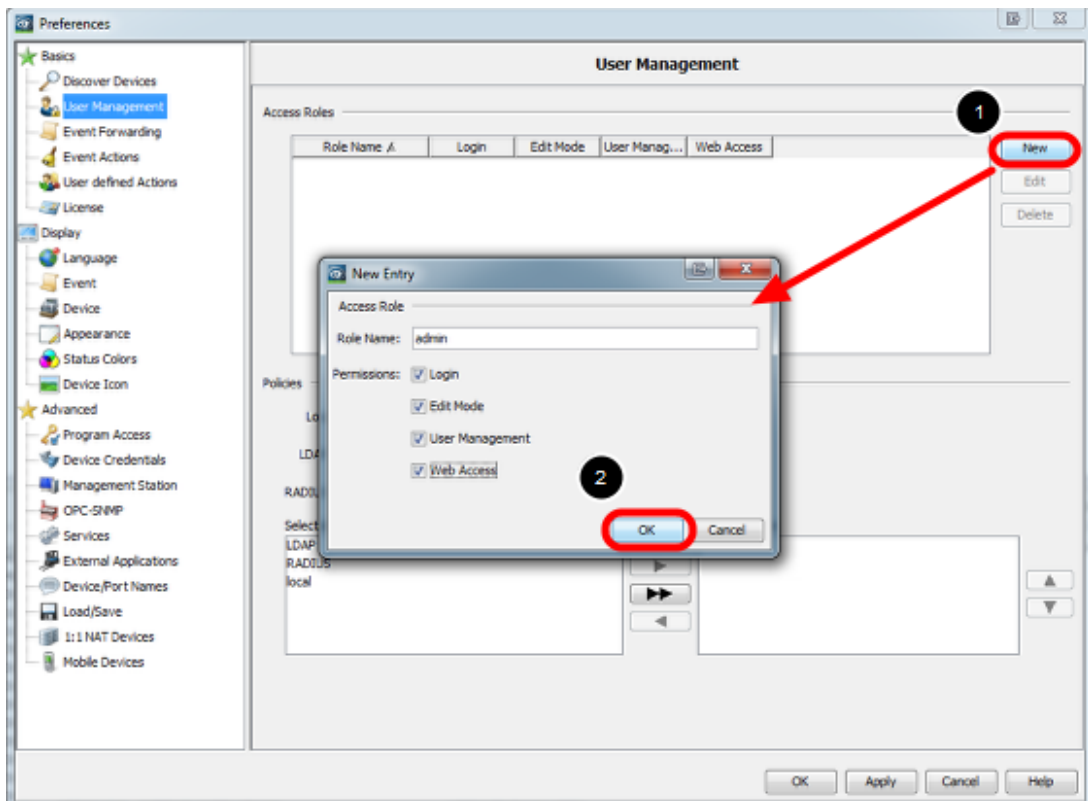 Preferences
Basics
Discover Devices
User Management
Event Forwarding
Event Actions
User defined Actions
License
Display
Language
Event
Device
Appearance
Status Colors
Device Icon
Advanced
Program Access
Device Credentials
Management Station
OPC-SNMP
Services
External Applications
Device/Port Names
Load/Save
1:1 NAT Devices
Mobile Devices
User Management
Access Roles
1
Role Name Login Edit Mode User Manag... Web Access
New
Edit
Delete
New Entry
Access Role
Role Name: admin
Permissions: Login
Edit Mode
User Management
Web Access
2
OK Cancel
Policies
Lo
LDA
RADIU
Select
LDAP
RADIUS
local
OK Apply Cancel Help